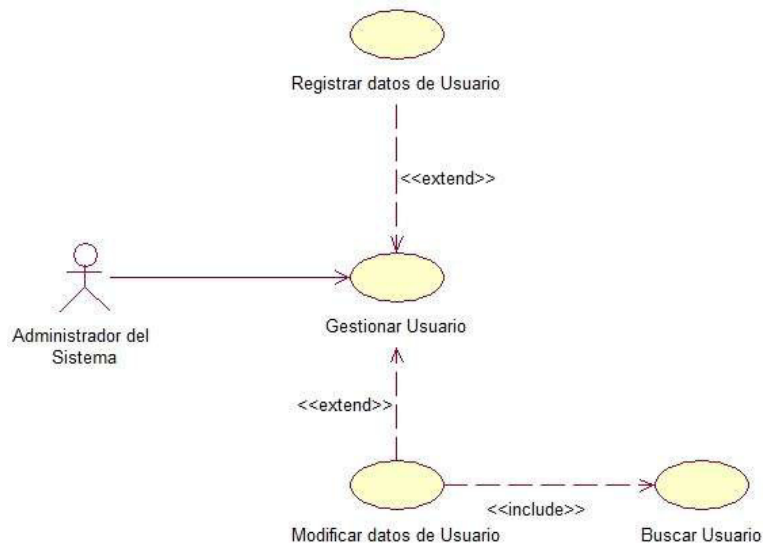 Registrar datos de Usuario
<<extend>>
Administrador del
Sistema
Gestionar Usuario
<<extend>>
<<include>>
Modificar datos de Usuario
Buscar Usuario